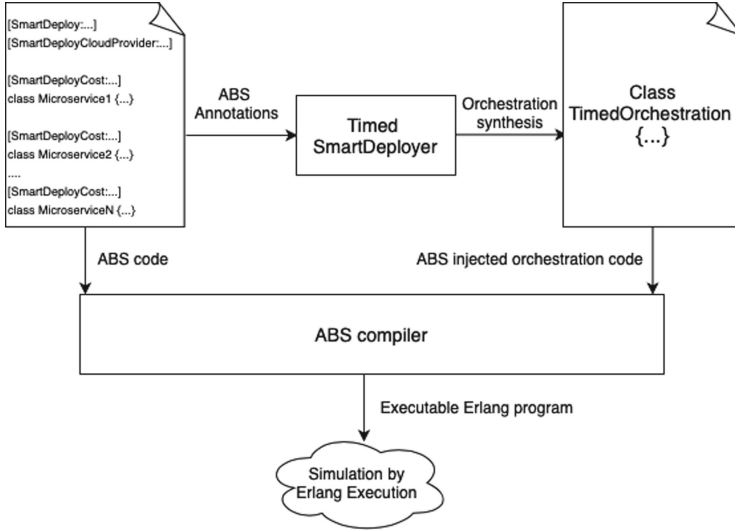 [SmartDeploy:...]
[SmartDeployCloudProvider:...]
[SmartDeployCost:...]
class Microservice1 {...}
[SmartDeployCost:...]
class Microservice2 {...}
....
[SmartDeployCost:...]
class MicroserviceN {...}
ABS
Annotations
Timed
SmartDeployer
Orchestration
synthesis
Class
TimedOrchestration
{...}
ABS code
ABS injected orchestration code
ABS compiler
Executable Erlang program
Simulation by
Erlang Execution